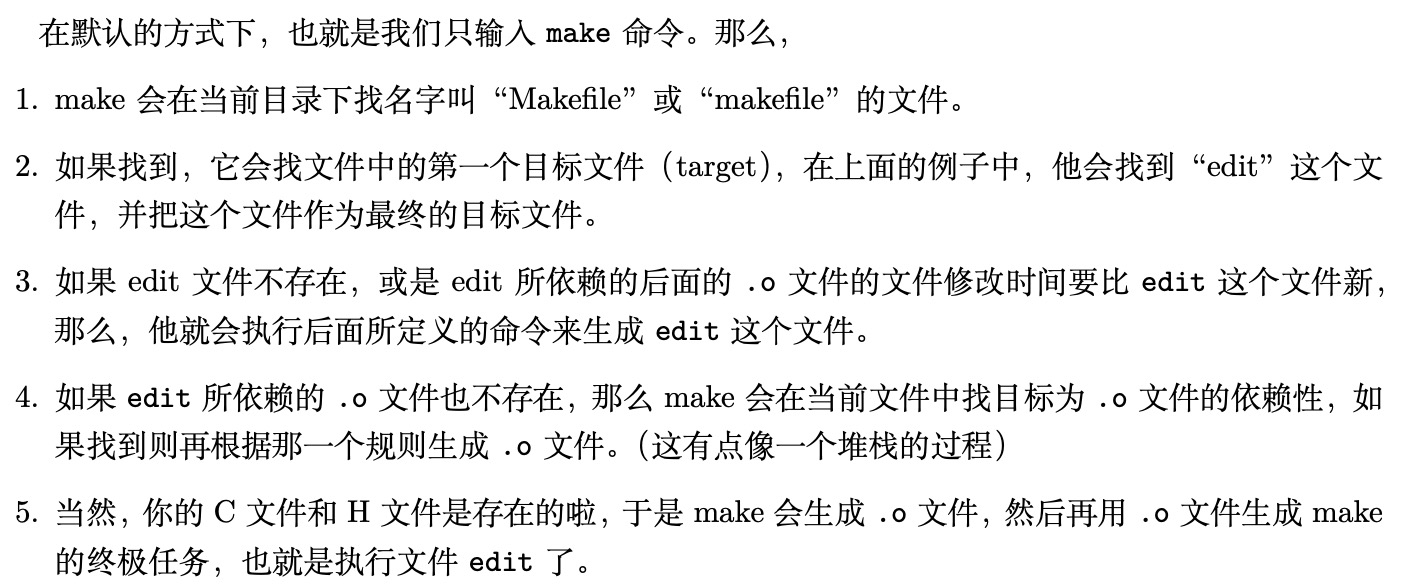 在默认的方式下，也就是我们只输入 make 命令。那么，
1. make 会在当前目录下找名字叫“Makefile”或“makefile”的文件。
2. 如果找到，它会找文件中的第一个目标文件（target），在上面的例子中，他会找到“edit”这个文
件，并把这个文件作为最终的目标文件。
3. 如果 edit 文件不存在，或是 edit 所依赖的后面的 .o 文件的文件修改时间要比 edit 这个文件新，
那么，他就会执行后面所定义的命令来生成 edit 这个文件。
4. 如果 edit 所依赖的 .o 文件也不存在，那么 make 会在当前文件中找目标为 .o 文件的依赖性，如
果找到则再根据那一个规则生成 .o 文件。（这有点像一个堆栈的过程）
5. 当然，你的 C 文件和 H 文件是存在的啦，于是 make 会生成 .o 文件，然后再用 .o 文件生成 make
的终极任务，也就是执行文件 edit 了。